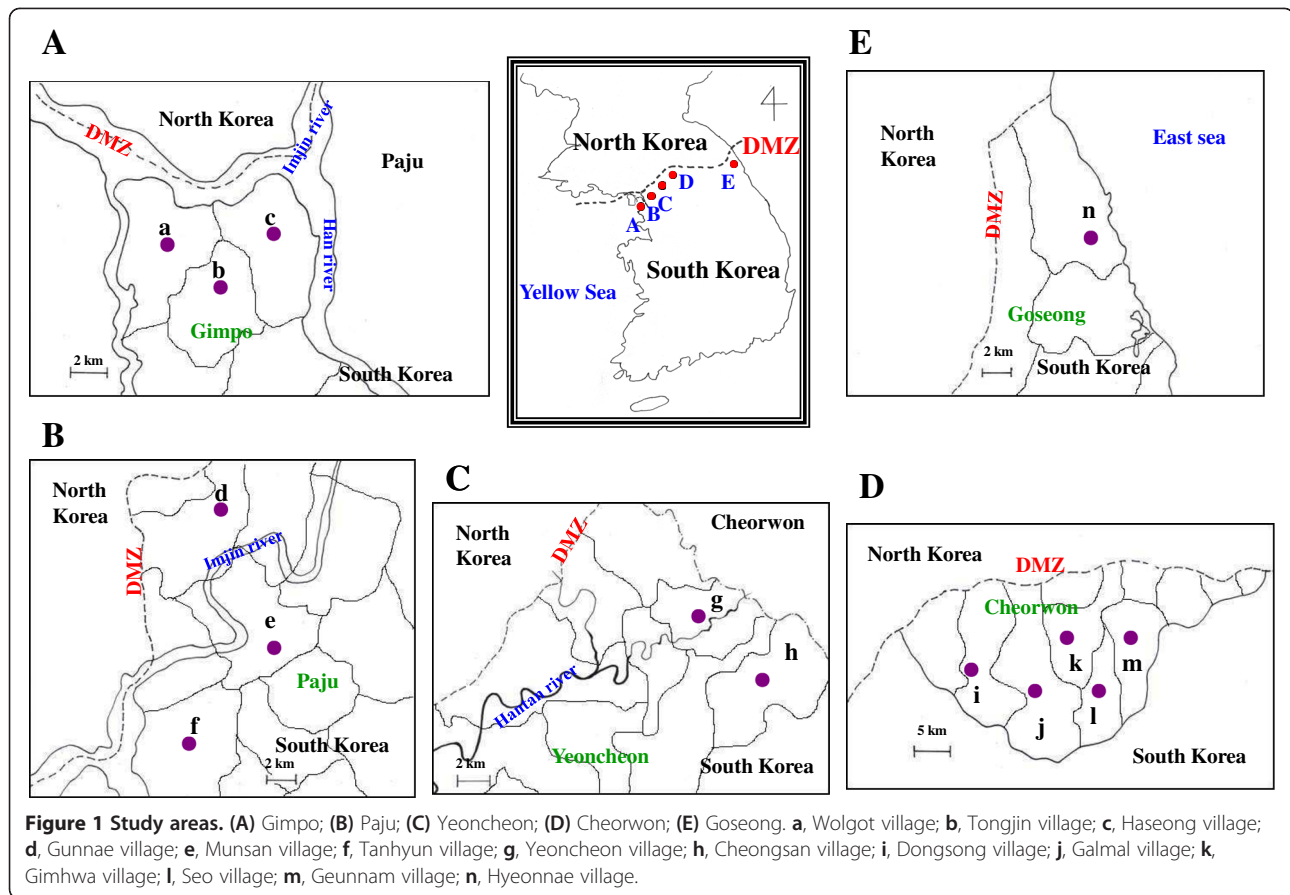 A
North Korea
DMZ
Imjin river
Paju
a
c
b
Han river
Gimpo
2 km
South Korea
4
North Korea
DMZ
D
C
B
A
E
South Korea
Yellow Sea
E
North
Korea
East sea
DMZ
n
Goseong
2 km
South Korea
B
North
Korea
d
Imjin river
DMZ
e
Paju
f
South Korea
2 km
C
North
Korea
DMZ
Cheorwon
g
h
Hantan river
Yeoncheon
2 km
South Korea
D
North Korea
DMZ
Cheorwon
k
m
i
j
l
5 km
South Korea
Figure 1 Study areas. (A) Gimpo; (B) Paju; (C) Yeoncheon; (D) Cheorwon; (E) Goseong. a, Wolgot village; b, Tongjin village; c, Haseong village;
d, Gunnae village; e, Munsan village; f, Tanhyun village; g, Yeoncheon village; h, Cheongsan village; i, Dongsong village; j, Galmal village; k,
Gimhwa village; l, Seo village; m, Geunnam village; n, Hyeonnae village.